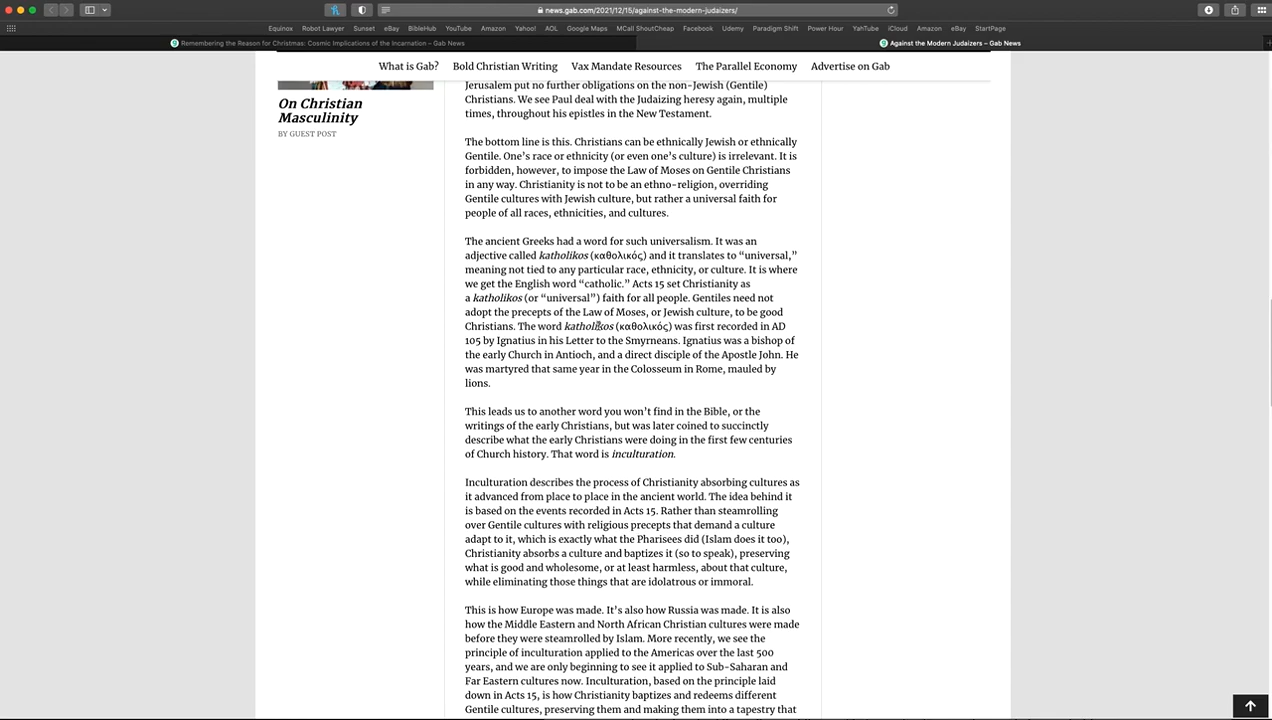 news.gab.com/2021/12/15/against-the-modern-judaizers/
Equinox Robot Lawyer Sunset eBay BibleHub YouTube Amazon Yahoo! AOL Google Maps MCall ShoutCheap Facebook Udemy Paradigm Shift Power Hour YahTube iCloud Amazon eBay StartPage
Remembering the Reason for Christmas: Cosmic Implications of the Incarnation – Gab News
Against the Modern Judaizers – Gab News
What is Gab? Bold Christian Writing Vax Mandate Resources The Parallel Economy Advertise on Gab
On Christian
Masculinity
BY GUEST POST
Jerusalem put no further obligations on the non-Jewish (Gentile)
Christians. We see Paul deal with the Judaizing heresy again, multiple
times, throughout his epistles in the New Testament.
The bottom line is this. Christians can be ethnically Jewish or ethnically
Gentile. One’s race or ethnicity (or even one’s culture) is irrelevant. It is
forbidden, however, to impose the Law of Moses on Gentile Christians
in any way. Christianity is not to be an ethno-religion, overriding
Gentile cultures with Jewish culture, but rather a universal faith for
people of all races, ethnicities, and cultures.
The ancient Greeks had a word for such universalism. It was an
adjective called katholikos (καθολικός) and it translates to “universal,”
meaning not tied to any particular race, ethnicity, or culture. It is where
we get the English word “catholic.” Acts 15 set Christianity as
a katholikos (or “universal”) faith for all people. Gentiles need not
adopt the precepts of the Law of Moses, or Jewish culture, to be good
Christians. The word katholikos (καθολικός) was first recorded in AD
105 by Ignatius in his Letter to the Smyrneans. Ignatius was a bishop of
the early Church in Antioch, and a direct disciple of the Apostle John. He
was martyred that same year in the Colosseum in Rome, mauled by
lions.
This leads us to another word you won’t find in the Bible, or the
writings of the early Christians, but was later coined to succinctly
describe what the early Christians were doing in the first few centuries
of Church history. That word is inculturation.
Inculturation describes the process of Christianity absorbing cultures as
it advanced from place to place in the ancient world. The idea behind it
is based on the events recorded in Acts 15. Rather than steamrolling
over Gentile cultures with religious precepts that demand a culture
adapt to it, which is exactly what the Pharisees did (Islam does it too),
Christianity absorbs a culture and baptizes it (so to speak), preserving
what is good and wholesome, or at least harmless, about that culture,
while eliminating those things that are idolatrous or immoral.
This is how Europe was made. It’s also how Russia was made. It is also
how the Middle Eastern and North African Christian cultures were made
before they were steamrolled by Islam. More recently, we see the
principle of inculturation applied to the Americas over the last 500
years, and we are only beginning to see it applied to Sub-Saharan and
Far Eastern cultures now. Inculturation, based on the principle laid
down in Acts 15, is how Christianity baptizes and redeems different
Gentile cultures, preserving them and making them into a tapestry that